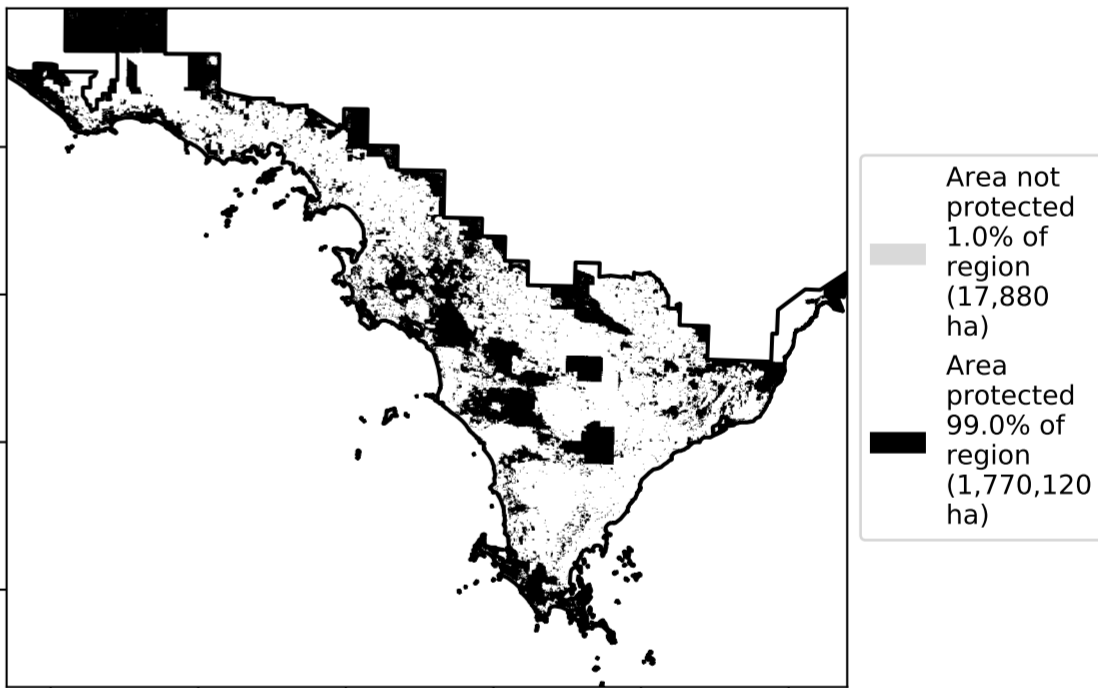 Area not
protected
1.0% of
region
(17,880
ha)
Area
protected
99.0% of
region
(1,770,120
ha)